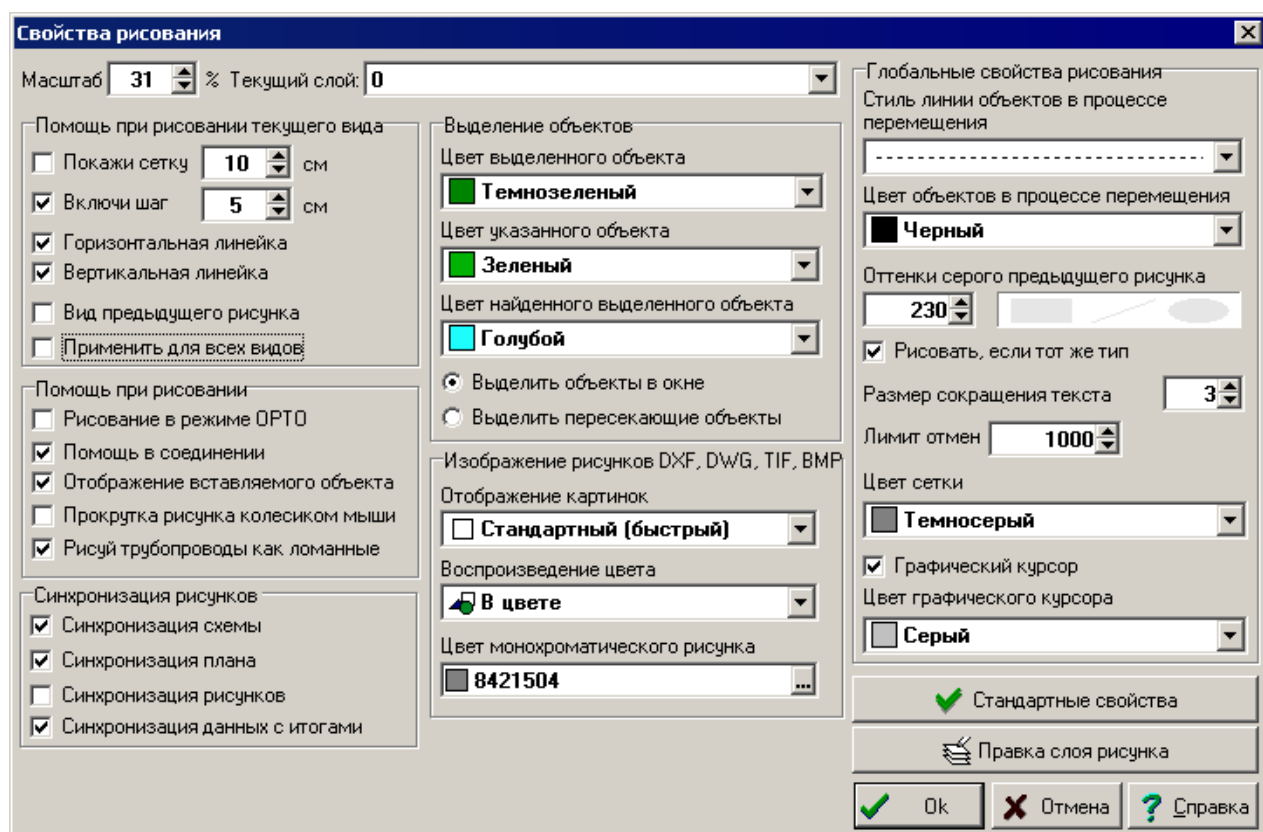 Свойства рисования
Масштаб 31 % Текущий слой: 0
Помощь при рисовании текущего вида
Покажи сетку 10 см
Включи шаг 5 см
Горизонтальная линейка
Вертикальная линейка
Вид предыдущего рисунка
Применить для всех видов
Помощь при рисовании
Рисование в режиме ОРТО
Помощь в соединении
Отображение вставляемого объекта
Прокрутка рисунка колесиком мыши
Рисуй трубопроводы как ломанные
Синхронизация рисунков
Синхронизация схемы
Синхронизация плана
Синхронизация рисунков
Синхронизация данных с итогами
Выделение объектов
Цвет выделенного объекта
Темнозеленый
Цвет указанного объекта
Зеленый
Цвет найденного выделенного объекта
Голубой
Выделить объекты в окне
Выделить пересекающие объекты
Изображение рисунков DXF, DWG, TIF, BMP
Отображение картинок
Стандартный (быстрый)
Воспроизведение цвета
В цвете
Цвет монохроматического рисунка
8421504 ...
Глобальные свойства рисования
Стиль линии объектов в процессе
перемещения
Цвет объектов в процессе перемещения
Черный
Оттенки серого предыдущего рисунка
230
Рисовать, если тот же тип
Размер сокращения текста 3
Лимит отмен 1000
Цвет сетки
Темносерый
Графический курсор
Цвет графического курсора
Серый
Стандартные свойства
Правка слоя рисунка
Ok Отмена Справка